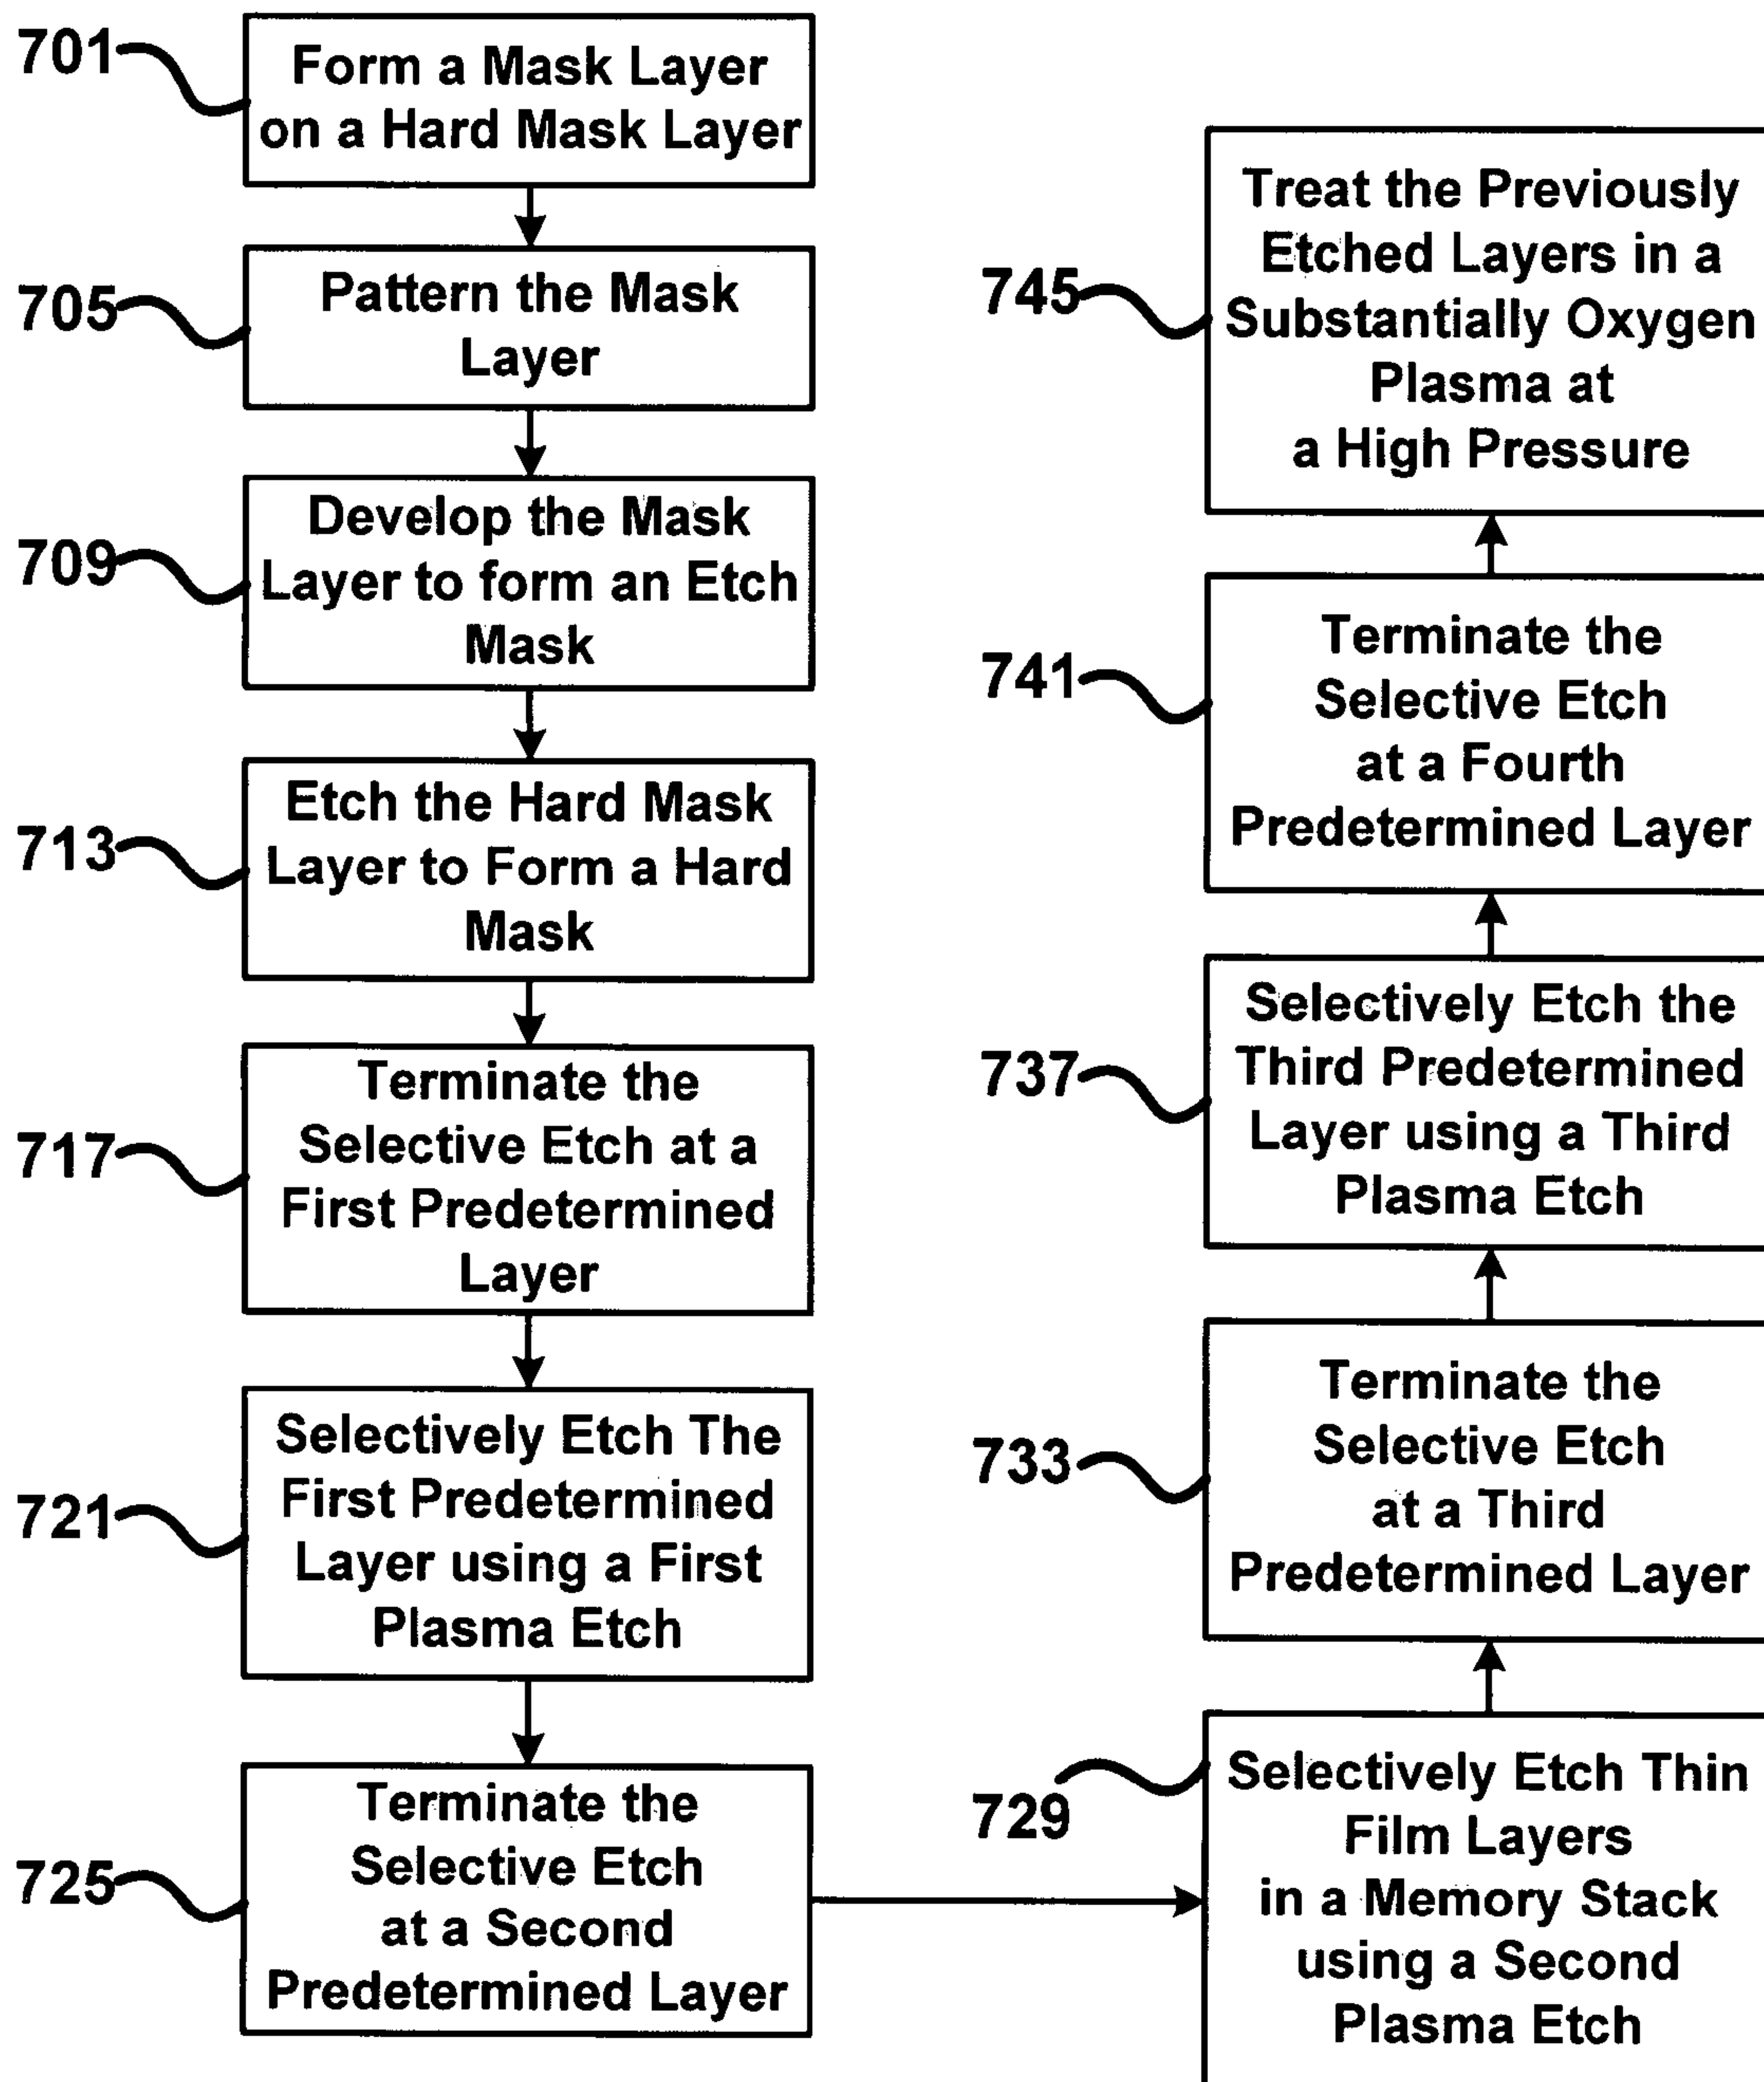 701
Form a Mask Layer
on a Hard Mask Layer
705
Pattern the Mask
Layer
709
Develop the Mask
Layer to form an Etch
Mask
713
Etch the Hard Mask
Layer to Form a Hard
Mask
717
Terminate the
Selective Etch at a
First Predetermined
Layer
721
Selectively Etch The
First Predetermined
Layer using a First
Plasma Etch
725
Terminate the
Selective Etch
at a Second
Predetermined Layer
729
Selectively Etch Thin
Film Layers
in a Memory Stack
using a Second
Plasma Etch
733
Terminate the
Selective Etch
at a Third
Predetermined Layer
737
Selectively Etch the
Third Predetermined
Layer using a Third
Plasma Etch
741
Terminate the
Selective Etch
at a Fourth
Predetermined Layer
745
Treat the Previously
Etched Layers in a
Substantially Oxygen
Plasma at
a High Pressure